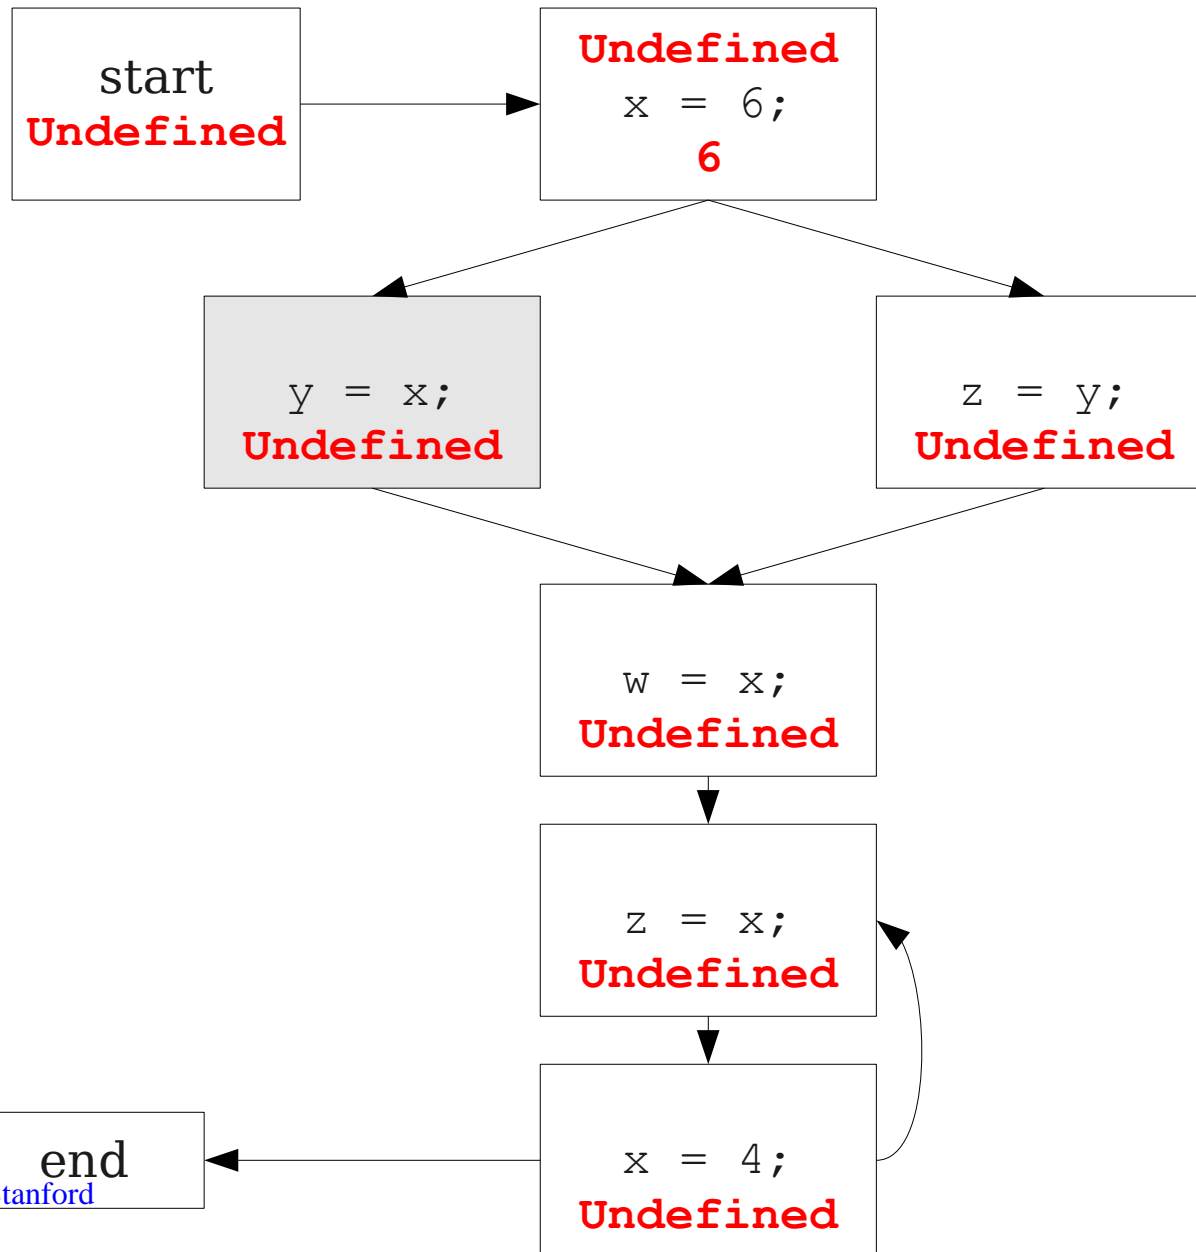 start
Undefined
Undefined
x = 6;
6
y = x;
Undefined
z = y;
Undefined
w = x;
Undefined
z = x;
Undefined
x = 4;
Undefined
end
tanford